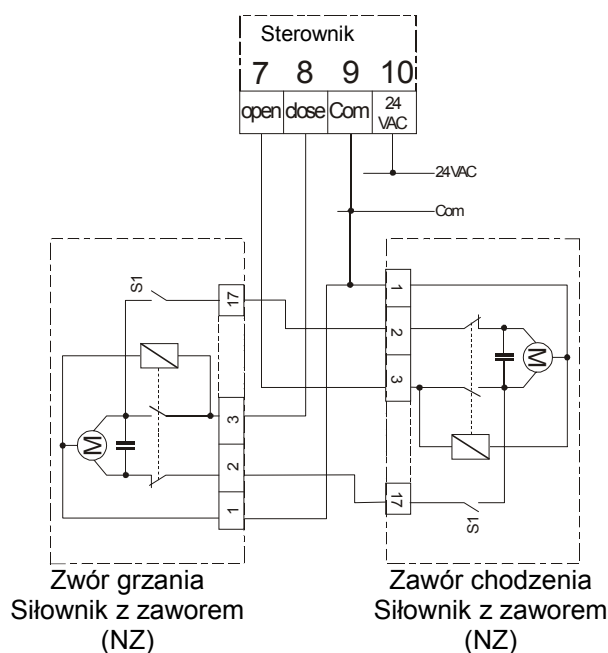 Sterownik
7 8 9 10
open dose Com 24 VAC
24VAC
Com
S1
17
1
2
3
3
2
1
17
S1
M
M
Zwór grzania
Siłownik z zaworem
(NZ)
Zawór chodzenia
Siłownik z zaworem
(NZ)